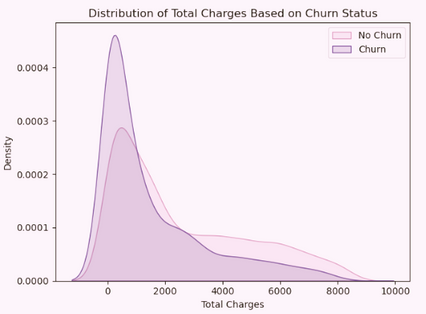 Distribution of Total Charges Based on Churn Status
No Churn
Churn
Density
0.0004
0.0003
0.0002
0.0001
0.0000
0 2000 4000 6000 8000 10000
Total Charges